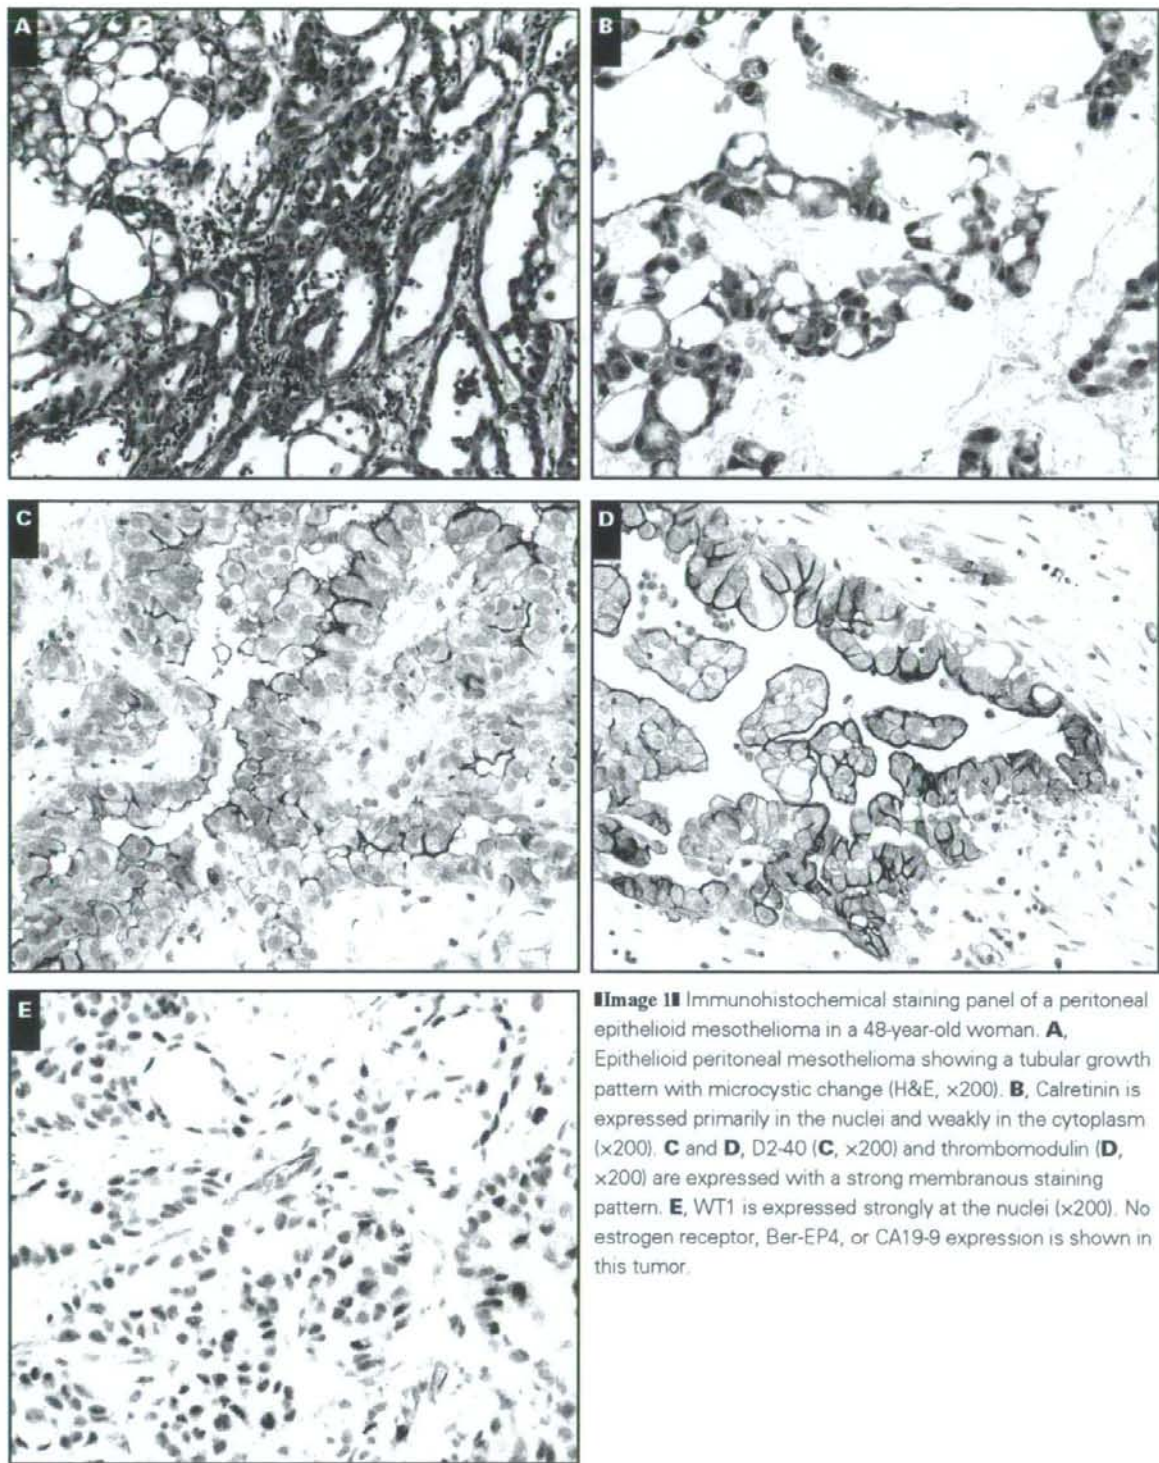 A
B
C
D
E
▮Image 1▮ Immunohistochemical staining panel of a peritoneal
epithelioid mesothelioma in a 48-year-old woman. A,
Epithelioid peritoneal mesothelioma showing a tubular growth
pattern with microcystic change (H&E, ×200). B, Calretinin is
expressed primarily in the nuclei and weakly in the cytoplasm
(×200). C and D, D2-40 (C, ×200) and thrombomodulin (D,
×200) are expressed with a strong membranous staining
pattern. E, WT1 is expressed strongly at the nuclei (×200). No
estrogen receptor, Ber-EP4, or CA19-9 expression is shown in
this tumor.